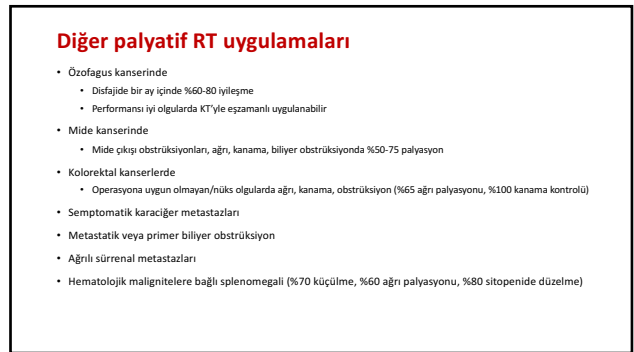 Diğer palyatif RT uygulamaları
• Özofagus kanserinde
• Disfajide bir ay içinde %60-80 iyileşme
• Performansı iyi olgularda KT'yle eşzamanlı uygulanabilir
• Mide kanserinde
• Mide çıkışı obstrüksiyonları, ağrı, kanama, biliyer obstrüksiyonda %50-75 palyasyon
• Kolorektal kanserlerde
• Operasyona uygun olmayan/nüks olgularda ağrı, kanama, obstrüksiyon (%65 ağrı palyasyonu, %100 kanama kontrolü)
• Semptomatik karaciğer metastazları
• Metastatik veya primer biliyer obstrüksiyon
• Ağrılı sürrenal metastazları
• Hematolojik malignitelere bağlı splenomegali (%70 küçülme, %60 ağrı palyasyonu, %80 sitopenide düzelme)